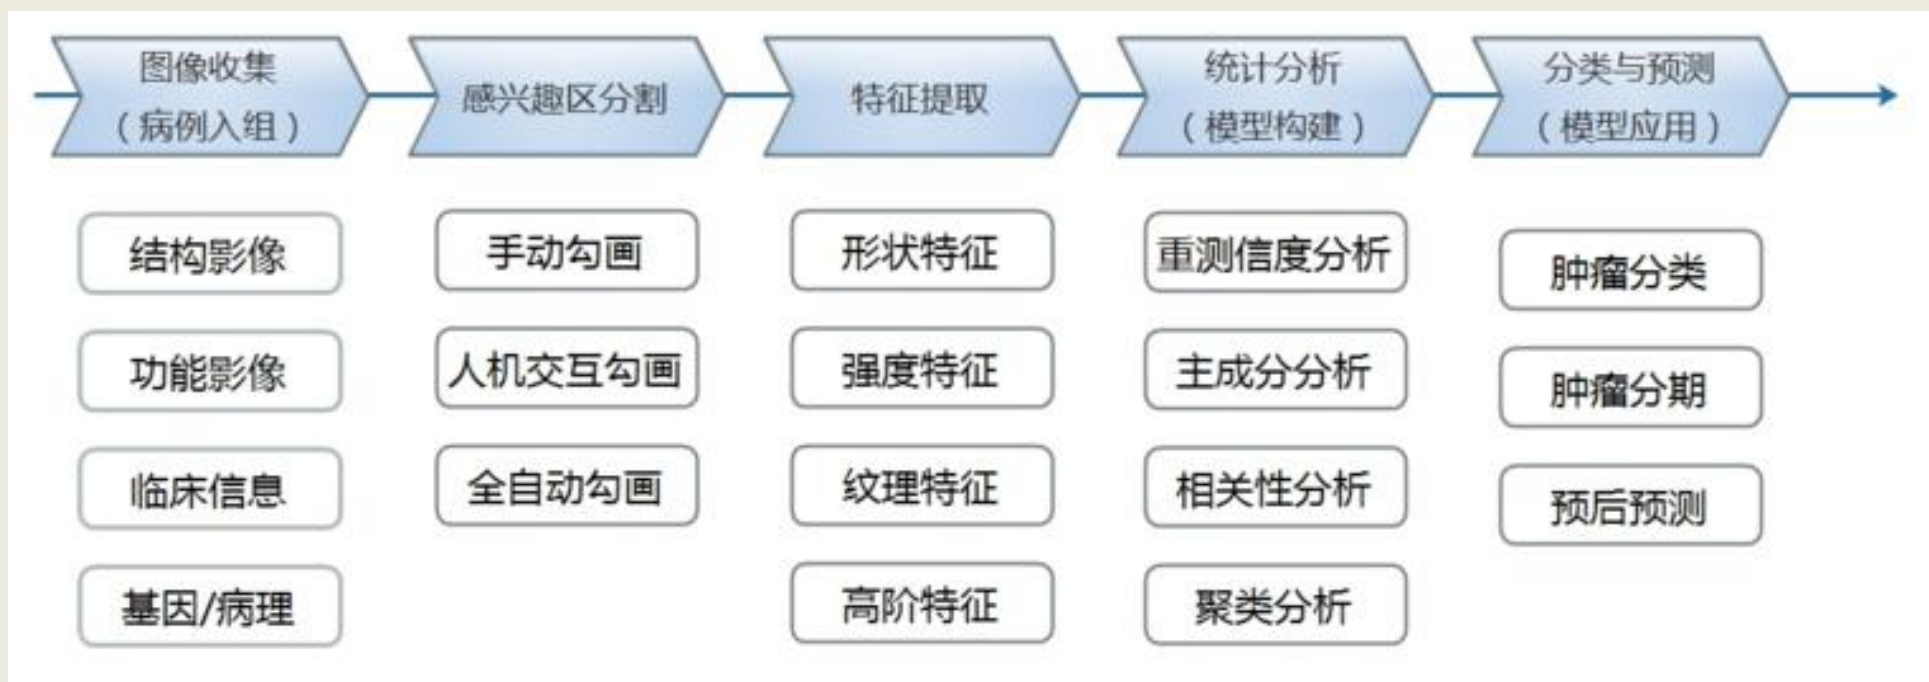 图像收集
（病例入组）
感兴趣区分割
特征提取
统计分析
（模型构建）
分类与预测
（模型应用）
结构影像
功能影像
临床信息
基因/病理
手动勾画
人机交互勾画
全自动勾画
形状特征
强度特征
纹理特征
高阶特征
重测信度分析
主成分分析
相关性分析
聚类分析
肿瘤分类
肿瘤分期
预后预测